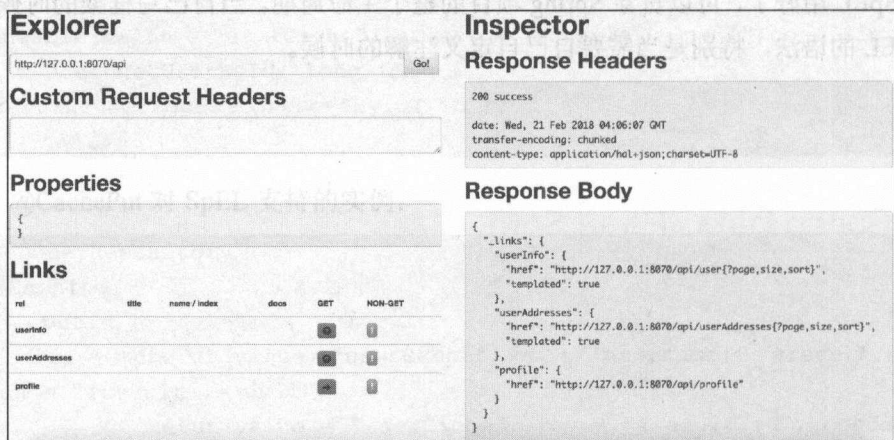 Explorer
http://127.0.0.1:8070/api
Go!
Custom Request Headers
Properties
{
}
Links
rel title name / index docs GET NON-GET
userInfo
userAddresses
profile
Inspector
Response Headers
200 success
date: Wed, 21 Feb 2018 04:06:07 GMT
transfer-encoding: chunked
content-type: application/hal+json;charset=UTF-8
Response Body
{
"_links": {
"userInfo": {
"href": "http://127.0.0.1:8070/api/user{?page,size,sort}",
"templated": true
},
"userAddresses": {
"href": "http://127.0.0.1:8070/api/userAddresses{?page,size,sort}",
"templated": true
},
"profile": {
"href": "http://127.0.0.1:8070/api/profile"
}
}
}